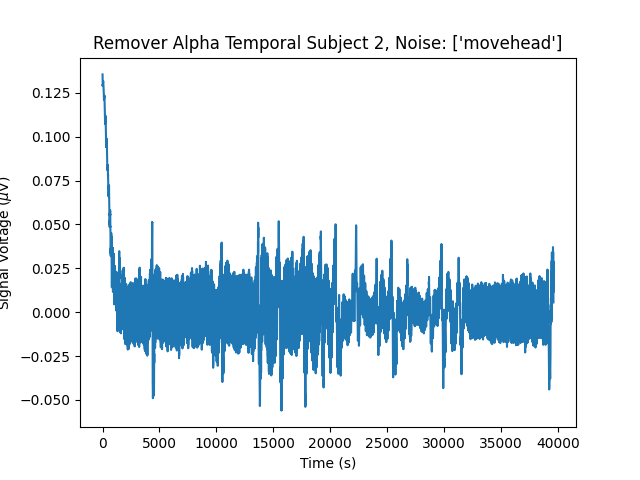 Remover Alpha Temporal Subject 2, Noise: ['movehead']
Signal Voltage (μV)
0.125
0.100
0.075
0.050
0.025
0.000
−0.025
−0.050
0 5000 10000 15000 20000 25000 30000 35000 40000
Time (s)